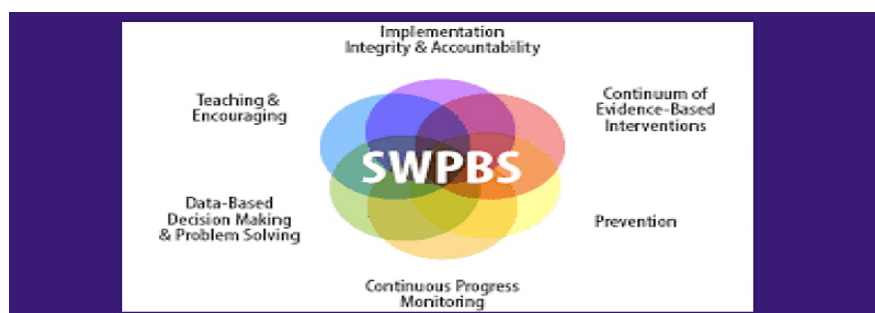 Implementation
Integrity & Accountability
Teaching &
Encouraging
Continuum of
Evidence-Based
Interventions
SWPBS
Data-Based
Decision Making
& Problem Solving
Prevention
Continuous Progress
Monitoring